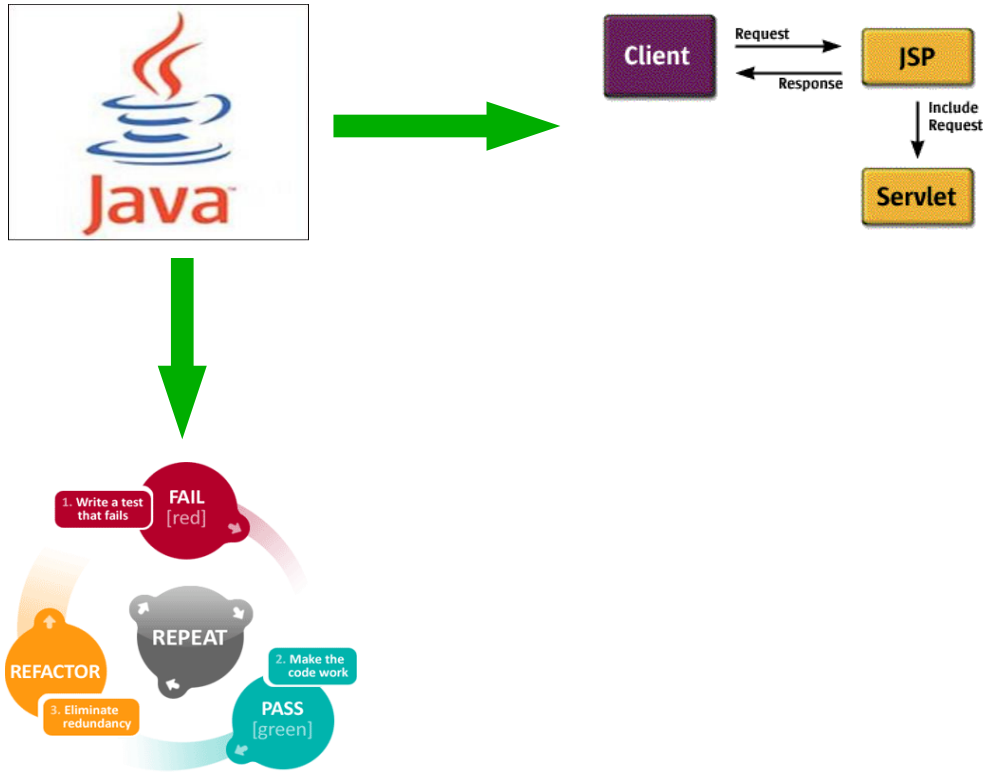 Java™
Client
Request
Response
JSP
Include
Request
Servlet
FAIL
[red]
1. Write a test
that fails
REPEAT
2. Make the
code work
PASS
[green]
REFACTOR
3. Eliminate
redundancy